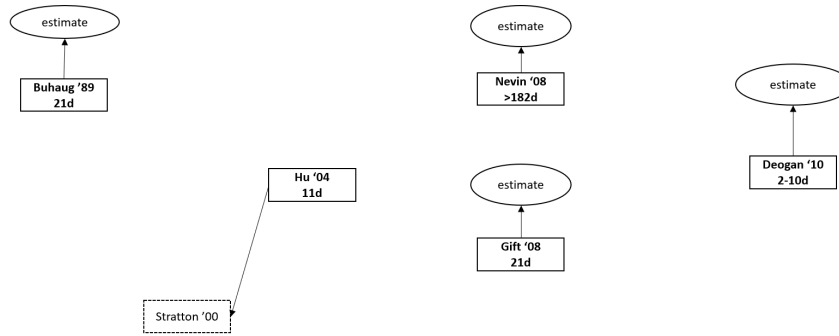 estimate
Buhaug ’89
21d
estimate
Nevin ‘08
>182d
estimate
Deogan ‘10
2-10d
Hu ‘04
11d
estimate
Gift ‘08
21d
Stratton ’00